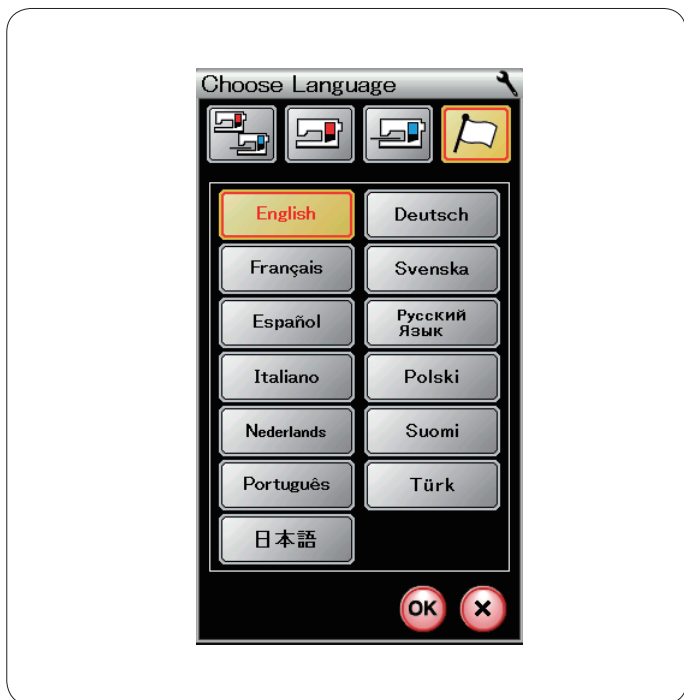 Choose Language
English
Deutsch
Français
Svenska
Español
Русский
Язык
Italiano
Polski
Nederlands
Suomi
Português
Türk
日本語
OK